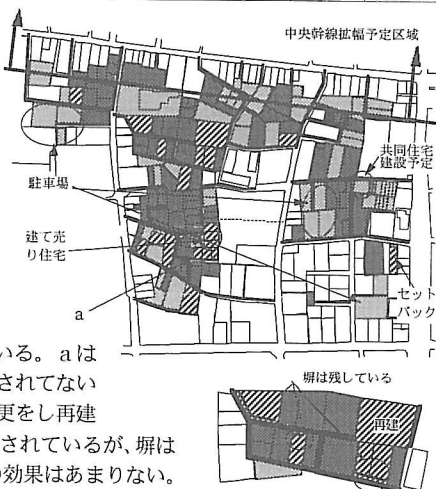 中央幹線拡幅予定区域
共同住宅
建設予定
駐車場
建て売
り住宅
a
セット
バック
いる。aは
されてない
更をし再建
されているが、塀は
効果はあまりない。
塀は残している
再建